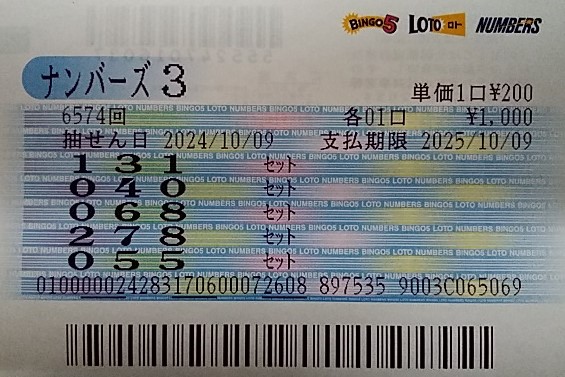 BINGO5 LOTO ロト NUMBERS
ナンバーズ3
単価1口¥200
6574回 各01口 ¥1,000
抽せん日 2024/10/09 支払期限 2025/10/09
131 セット
040 セット
068 セット
278 セット
055 セット
01000002428317060007 2608 897535 9003C065069